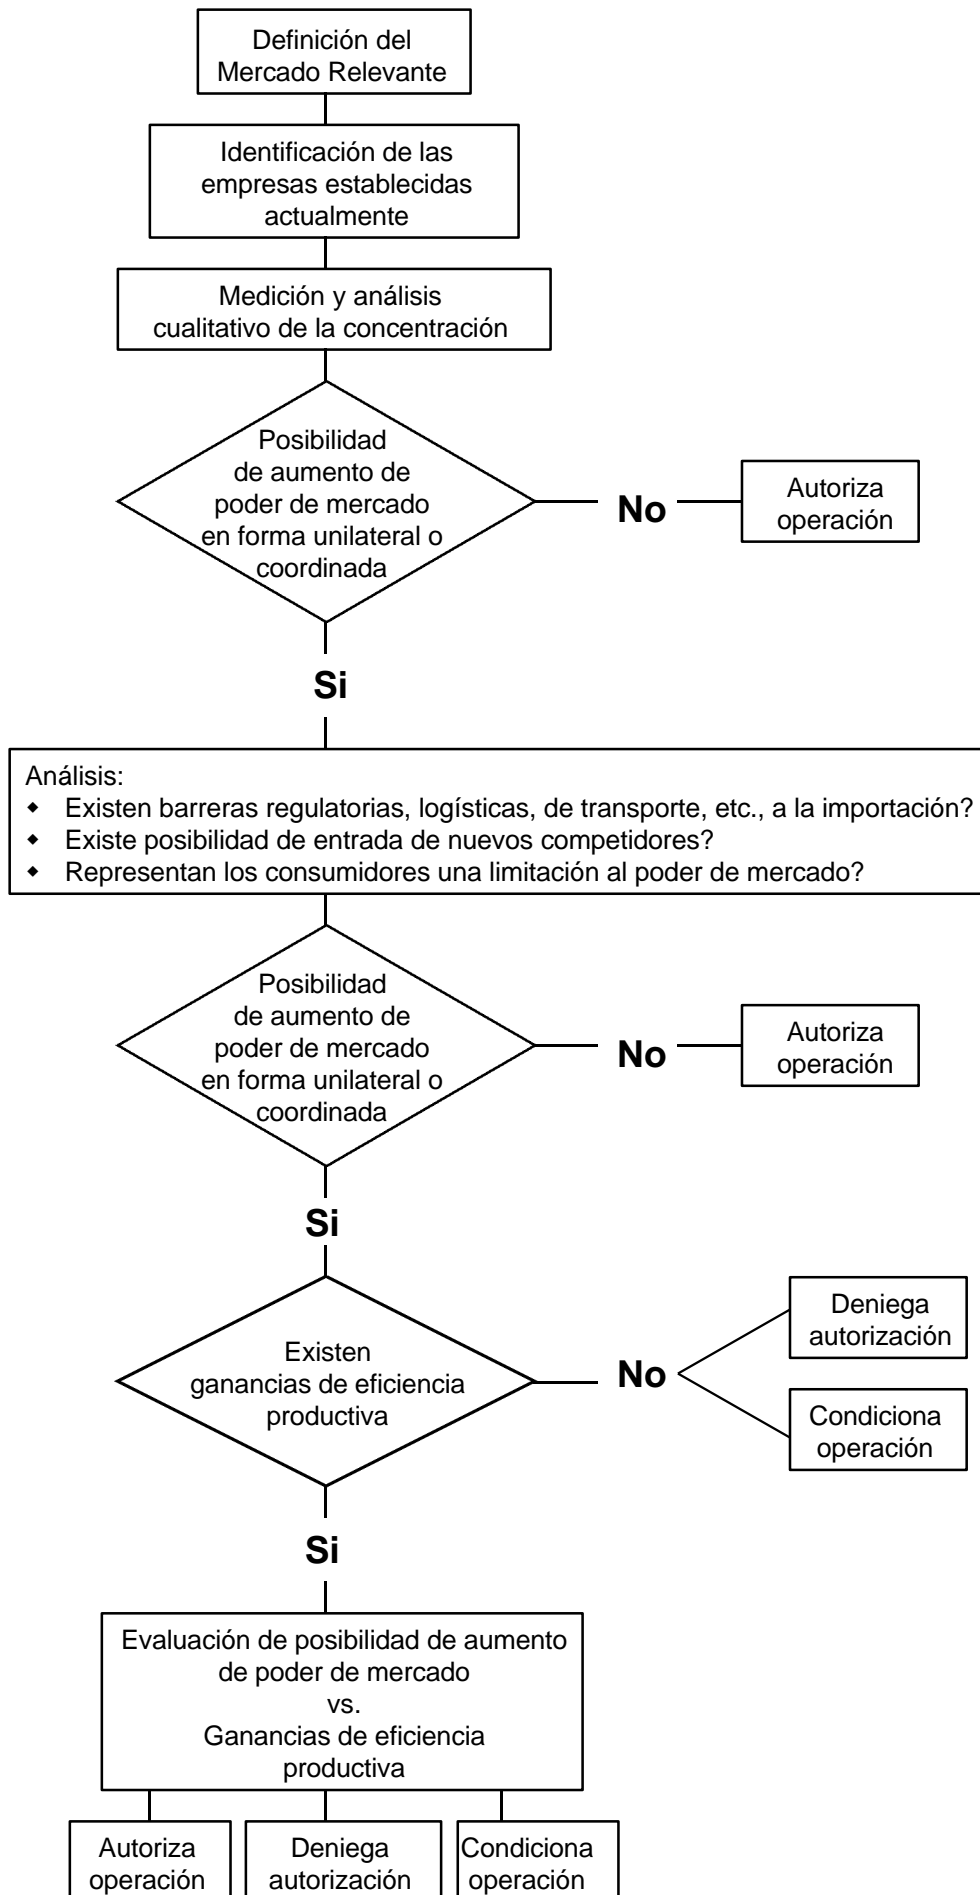 Definición del
Mercado Relevante
Identificación de las
empresas establecidas
actualmente
Medición y análisis
cualitativo de la concentración
Posibilidad
de aumento de
poder de mercado
en forma unilateral o
coordinada
No
Autoriza
operación
Si
Análisis:
◆ Existen barreras regulatorias, logísticas, de transporte, etc., a la importación?
◆ Existe posibilidad de entrada de nuevos competidores?
◆ Representan los consumidores una limitación al poder de mercado?
Posibilidad
de aumento de
poder de mercado
en forma unilateral o
coordinada
No
Autoriza
operación
Si
Existen
ganancias de eficiencia
productiva
No
Deniega
autorización
Condiciona
operación
Si
Evaluación de posibilidad de aumento
de poder de mercado
vs.
Ganancias de eficiencia
productiva
Autoriza
operación
Deniega
autorización
Condiciona
operación